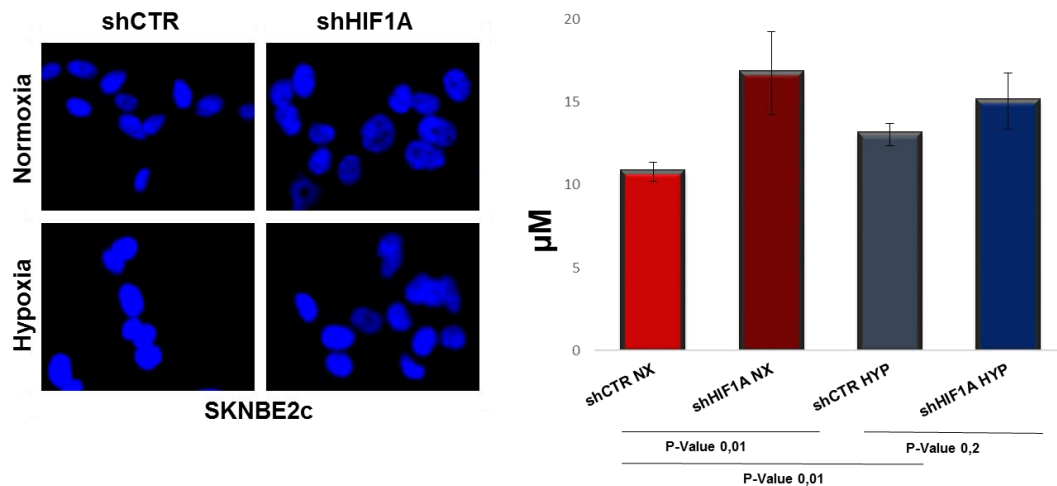 shCTR
shHIF1A
Normoxia
Hypoxia
SKNBE2c
20
15
10
5
0
µM
shCTR NX
shHIF1A NX
shCTR HYP
shHIF1A HYP
P-Value 0,01
P-Value 0,2
P-Value 0,01